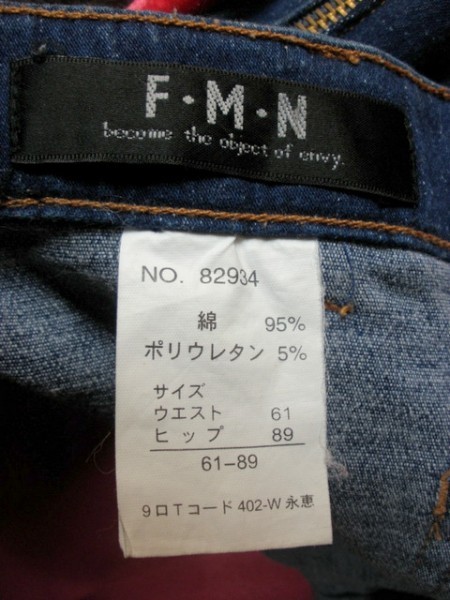 F・M・N
become the object of envy.
NO. 82934
綿 95%
ポリウレタン 5%
サイズ
ウエスト 61
ヒップ 89
61-89
9ロTコード 402-W 永恵